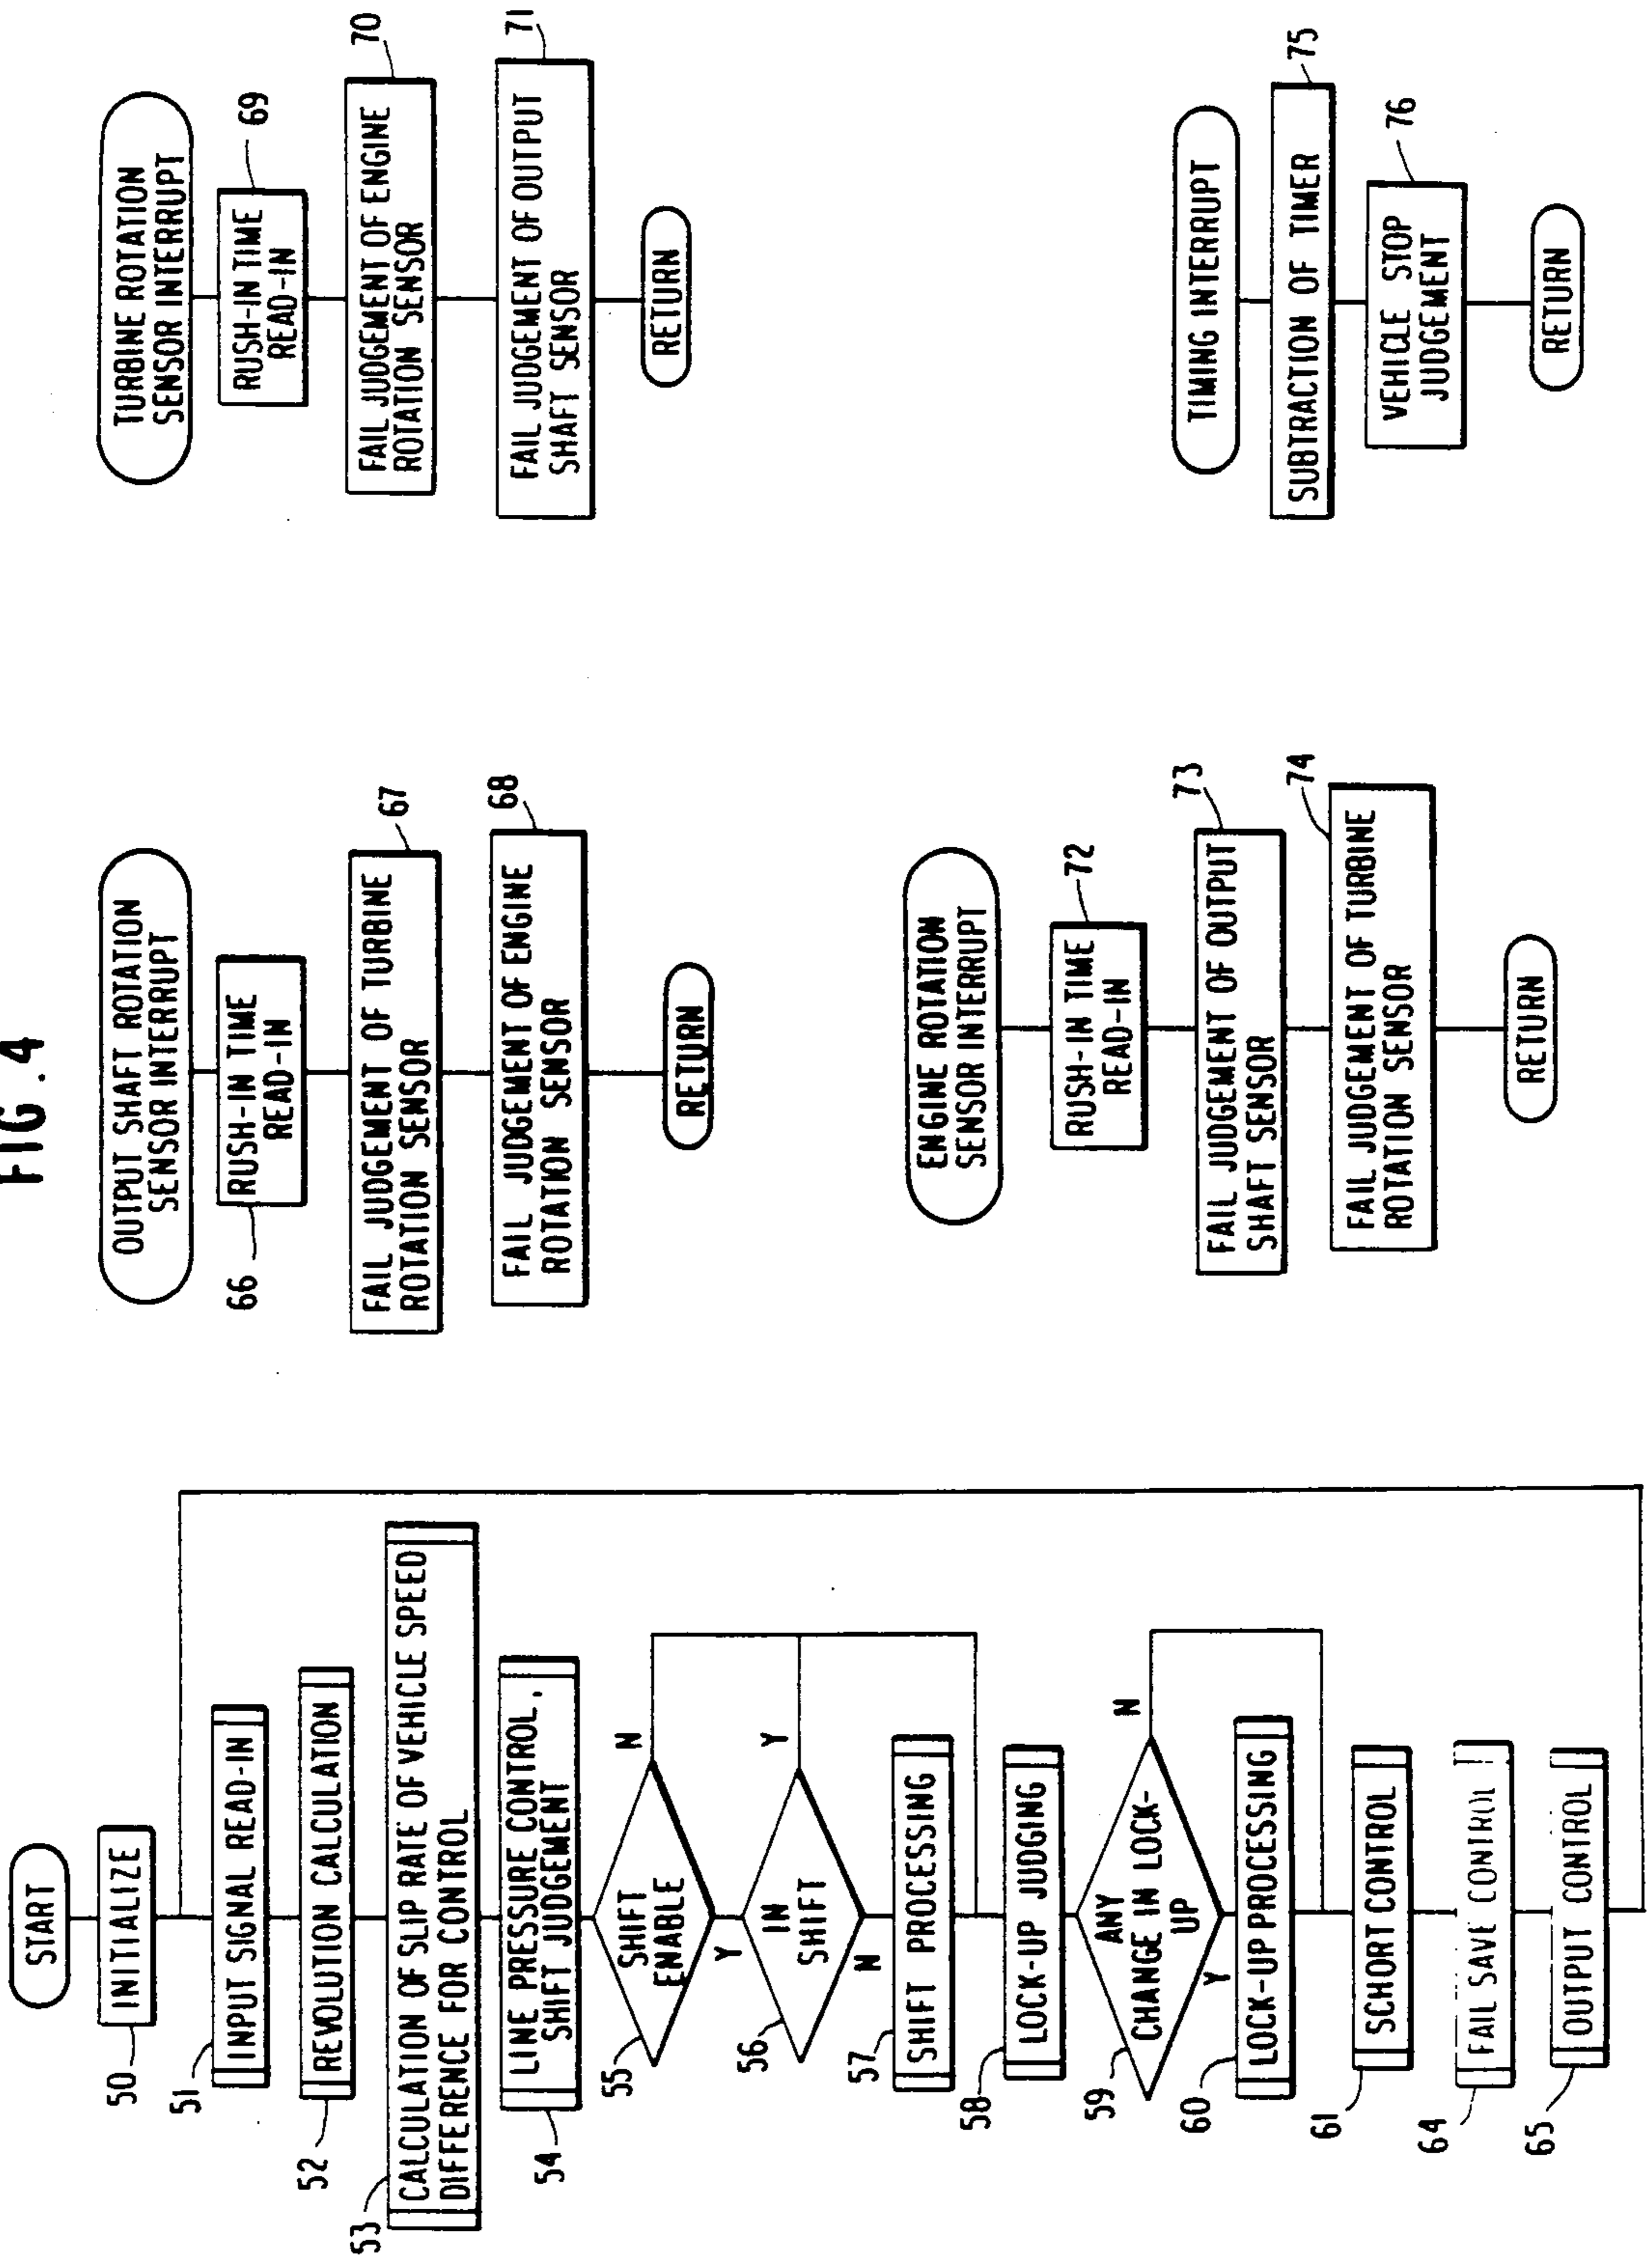 FIG.4
START
INITIALIZE
50
INPUT SIGNAL READ-IN
51
REVOLUTION CALCULATION
52
CALCULATION OF SLIP RATE OF VEHICLE SPEED
DIFFERENCE FOR CONTROL
53
LINE PRESSURE CONTROL,
SHIFT JUDGEMENT
54
SHIFT
ENABLE
55
N
Y
IN
SHIFT
56
Y
N
SHIFT PROCESSING
57
LOCK-UP JUDGING
58
ANY
CHANGE IN LOCK-
UP
59
N
Y
LOCK-UP PROCESSING
60
SCHORT CONTROL
61
FAIL SAVE CONTROL
64
OUTPUT CONTROL
65
OUTPUT SHAFT ROTATION
SENSOR INTERRUPT
RUSH-IN TIME
READ-IN
66
FAIL JUDGEMENT OF TURBINE
ROTATION SENSOR
67
FAIL JUDGEMENT OF ENGINE
ROTATION SENSOR
68
RETURN
TURBINE ROTATION
SENSOR INTERRUPT
RUSH-IN TIME
READ-IN
69
FAIL JUDGEMENT OF ENGINE
ROTATION SENSOR
70
FAIL JUDGEMENT OF OUTPUT
SHAFT SENSOR
71
RETURN
ENGINE ROTATION
SENSOR INTERRUPT
RUSH-IN TIME
READ-IN
72
FAIL JUDGEMENT OF OUTPUT
SHAFT SENSOR
73
FAIL JUDGEMENT OF TURBINE
ROTATION SENSOR
74
RETURN
TIMING INTERRUPT
SUBTRACTION OF TIMER
75
VEHICLE STOP
JUDGEMENT
76
RETURN